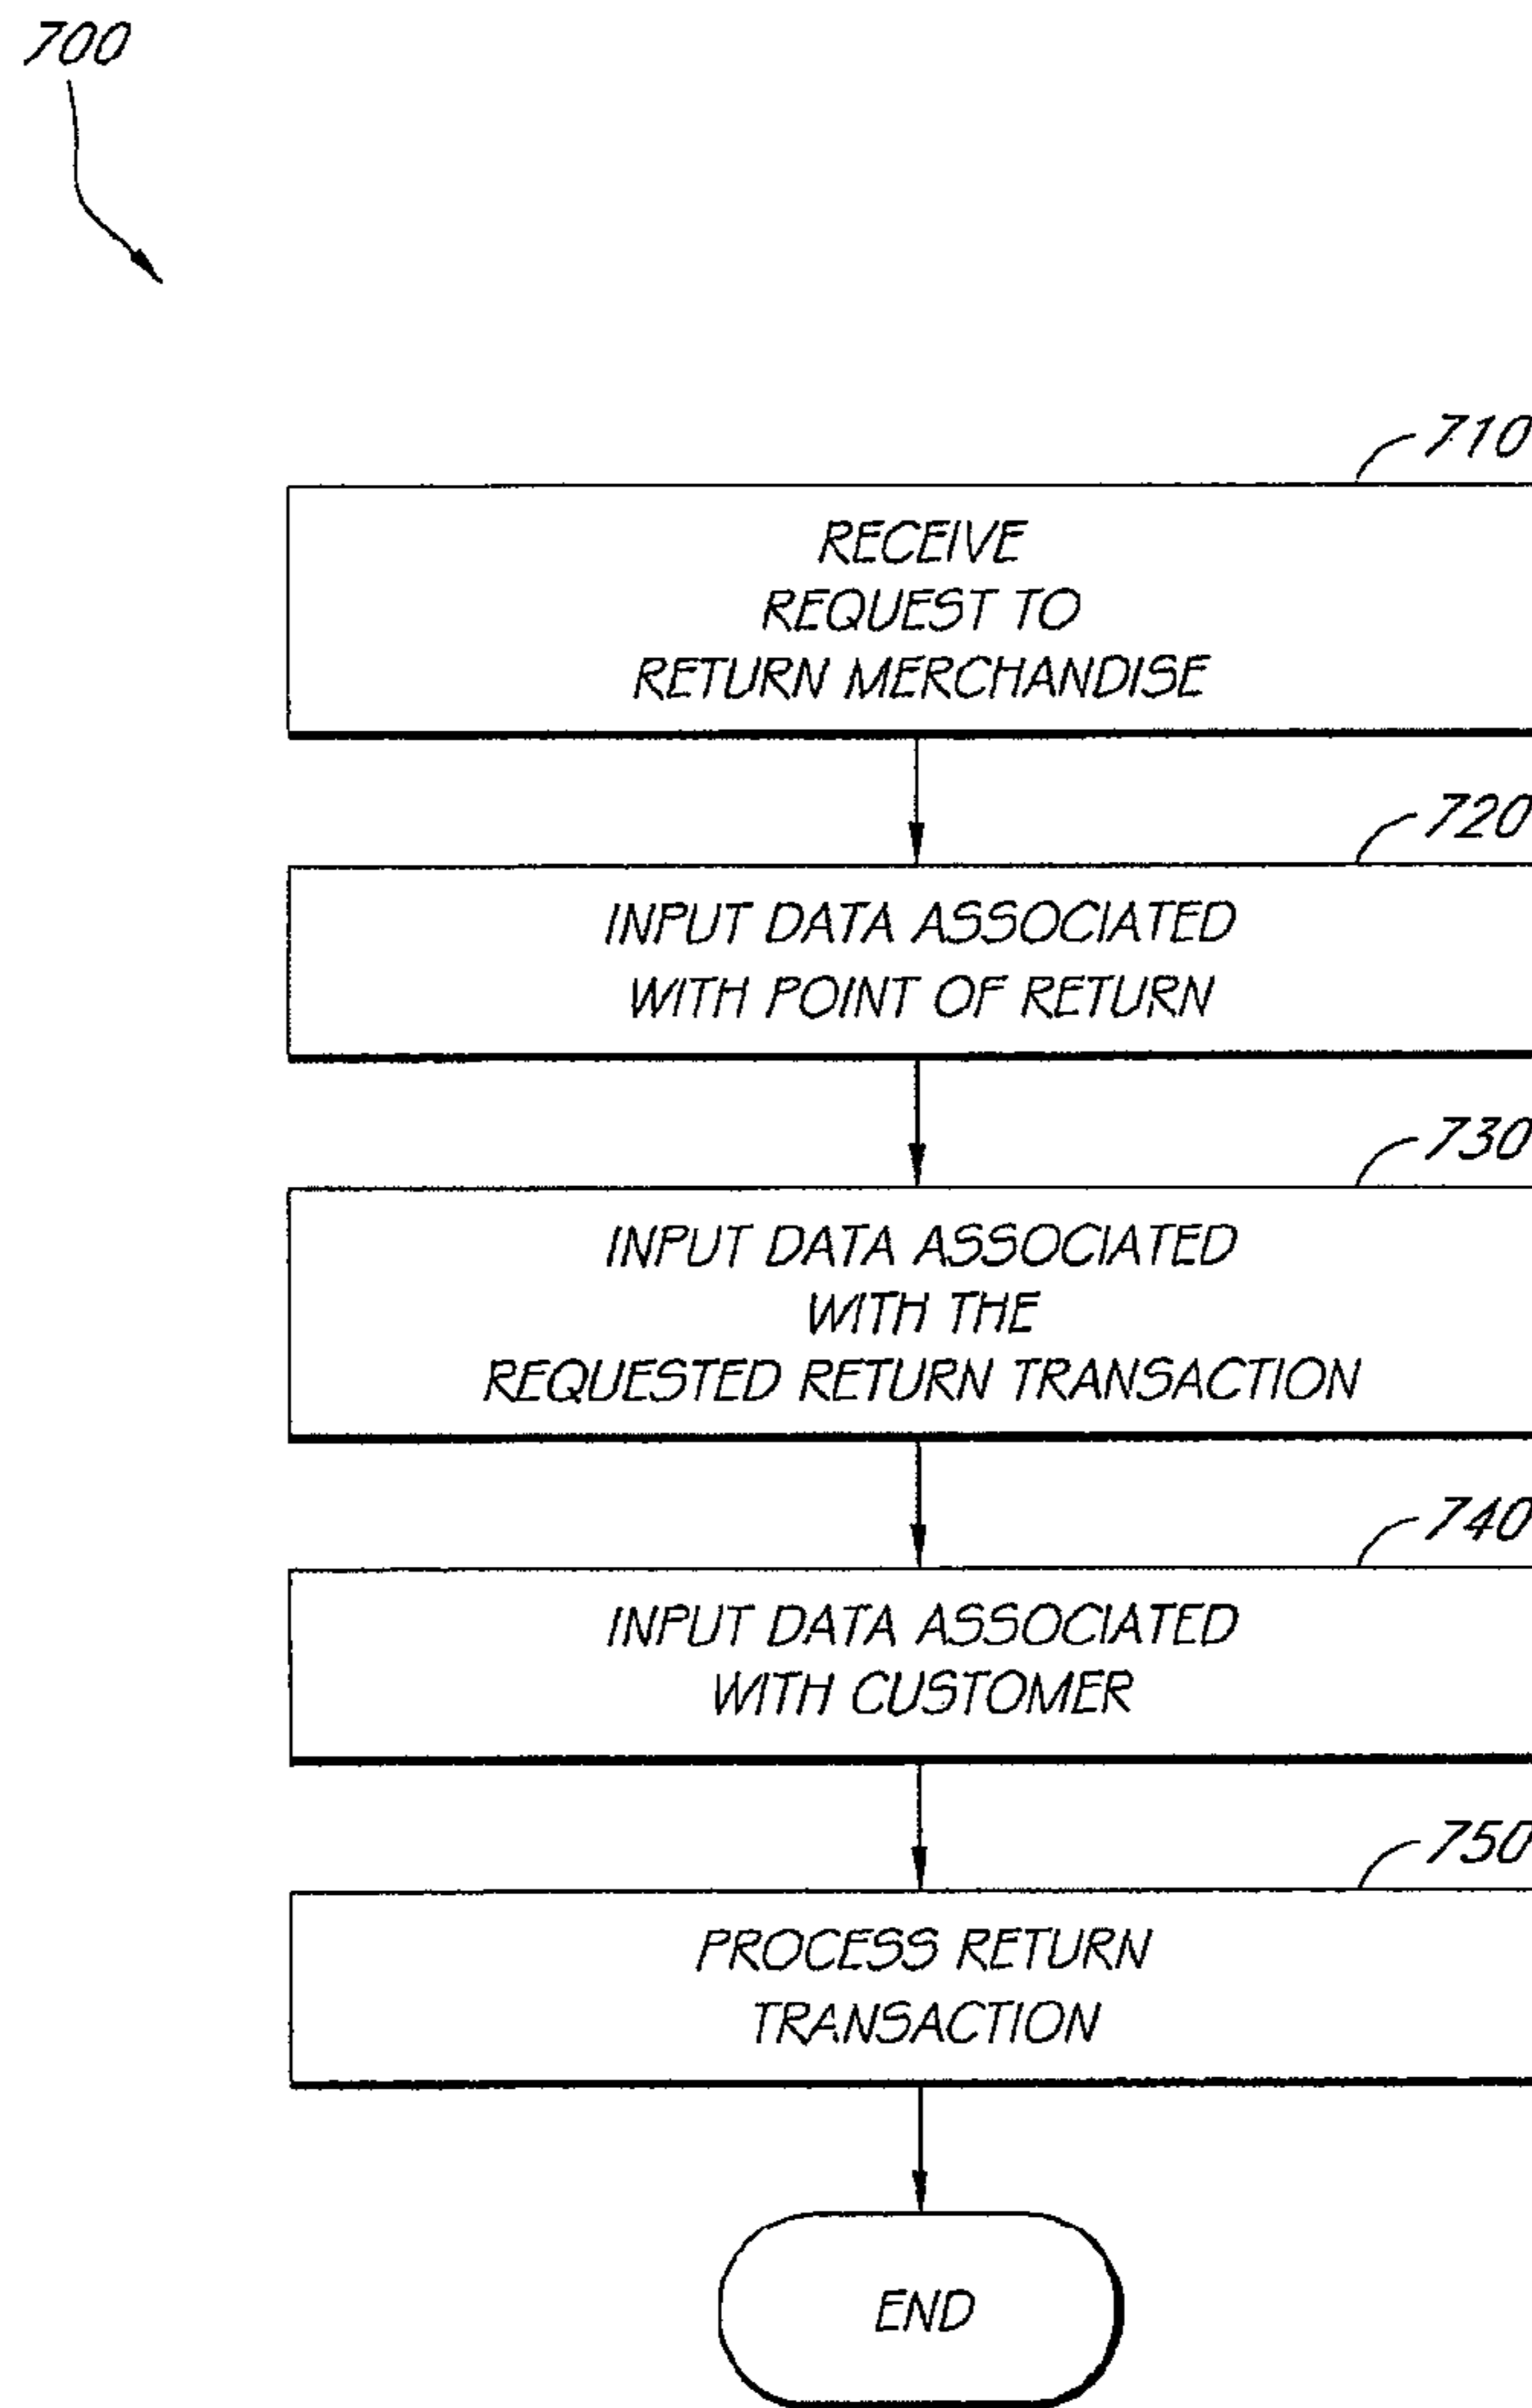 700
710
RECEIVE
REQUEST TO
RETURN MERCHANDISE
720
INPUT DATA ASSOCIATED
WITH POINT OF RETURN
730
INPUT DATA ASSOCIATED
WITH THE
REQUESTED RETURN TRANSACTION
740
INPUT DATA ASSOCIATED
WITH CUSTOMER
750
PROCESS RETURN
TRANSACTION
END